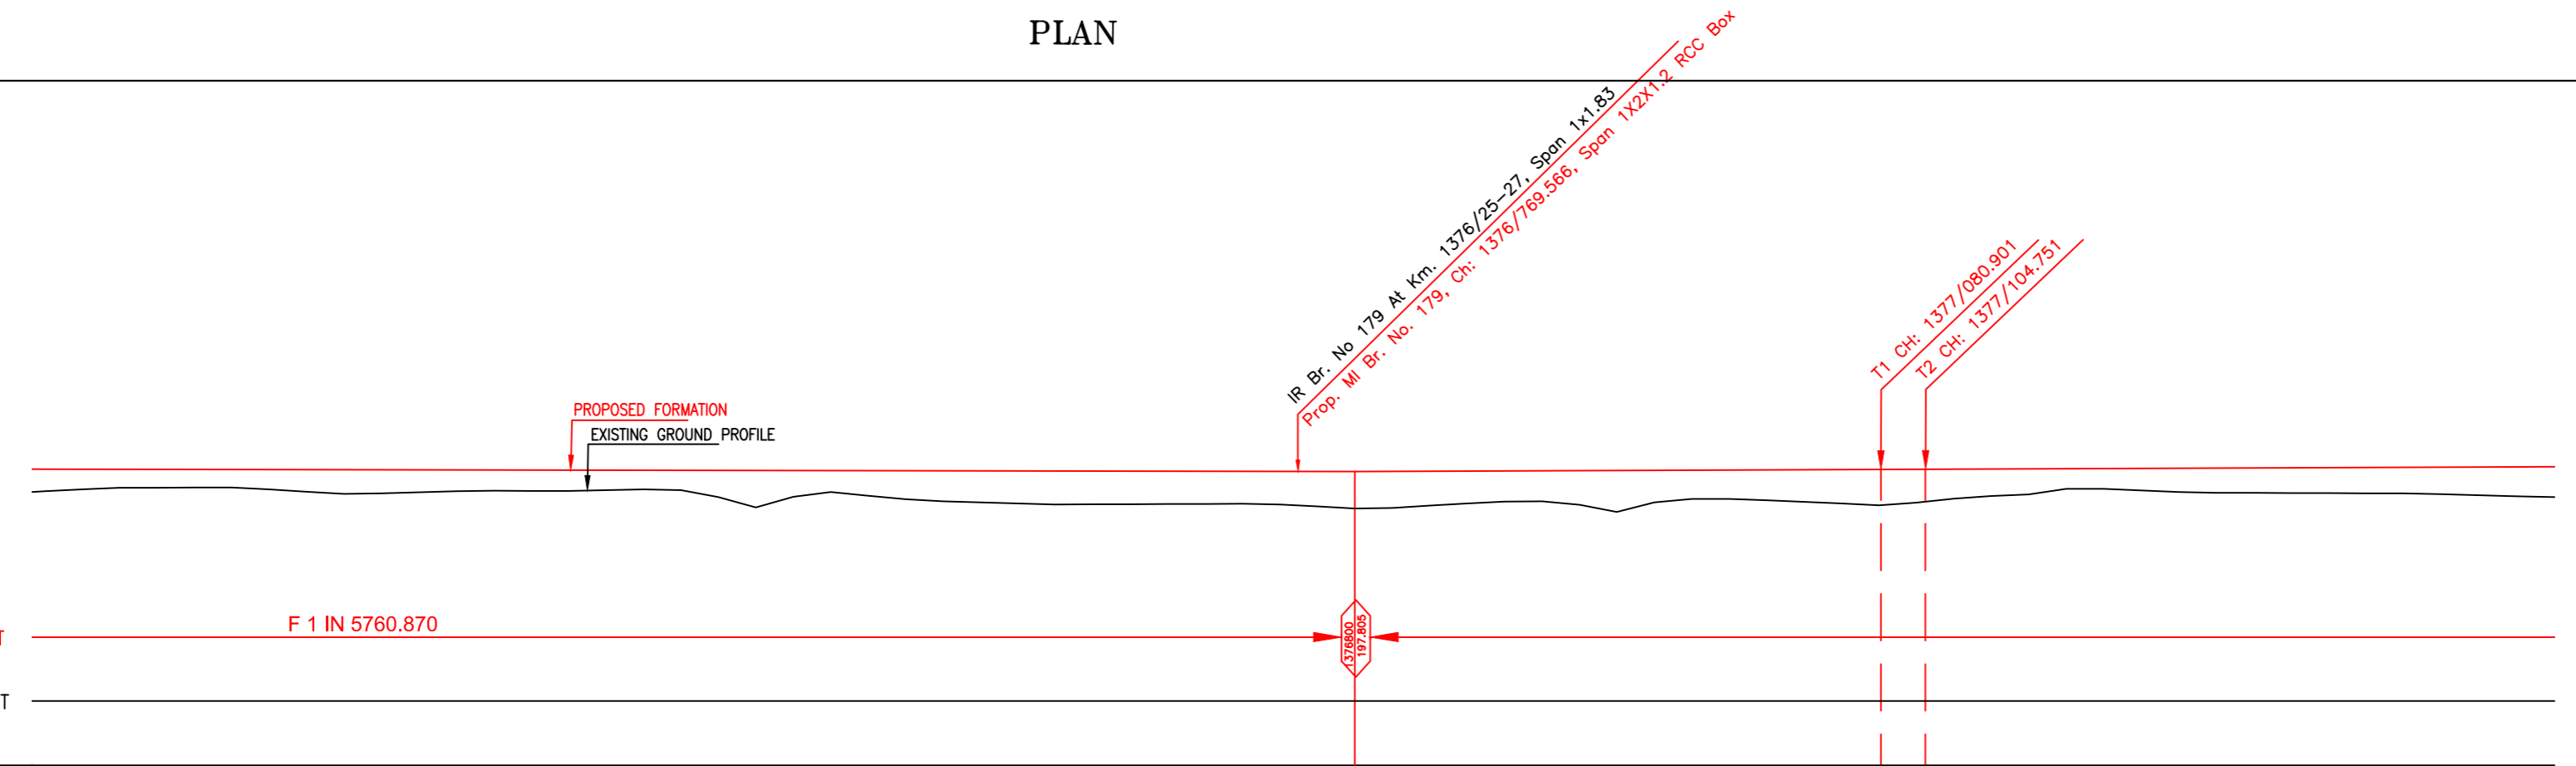 PLAN
IR Br. No 179 At Km. 1376/25-27, Span 1x1.83
Prop. MI Br. No. 179, Ch: 1376/769.566, Span 1X2X1.2 RCC Box
T1 CH: 1377/080.901
T2 CH: 1377/104.751
PROPOSED FORMATION
EXISTING GROUND PROFILE
F 1 IN 5760.870
1376800
197.805
T
T